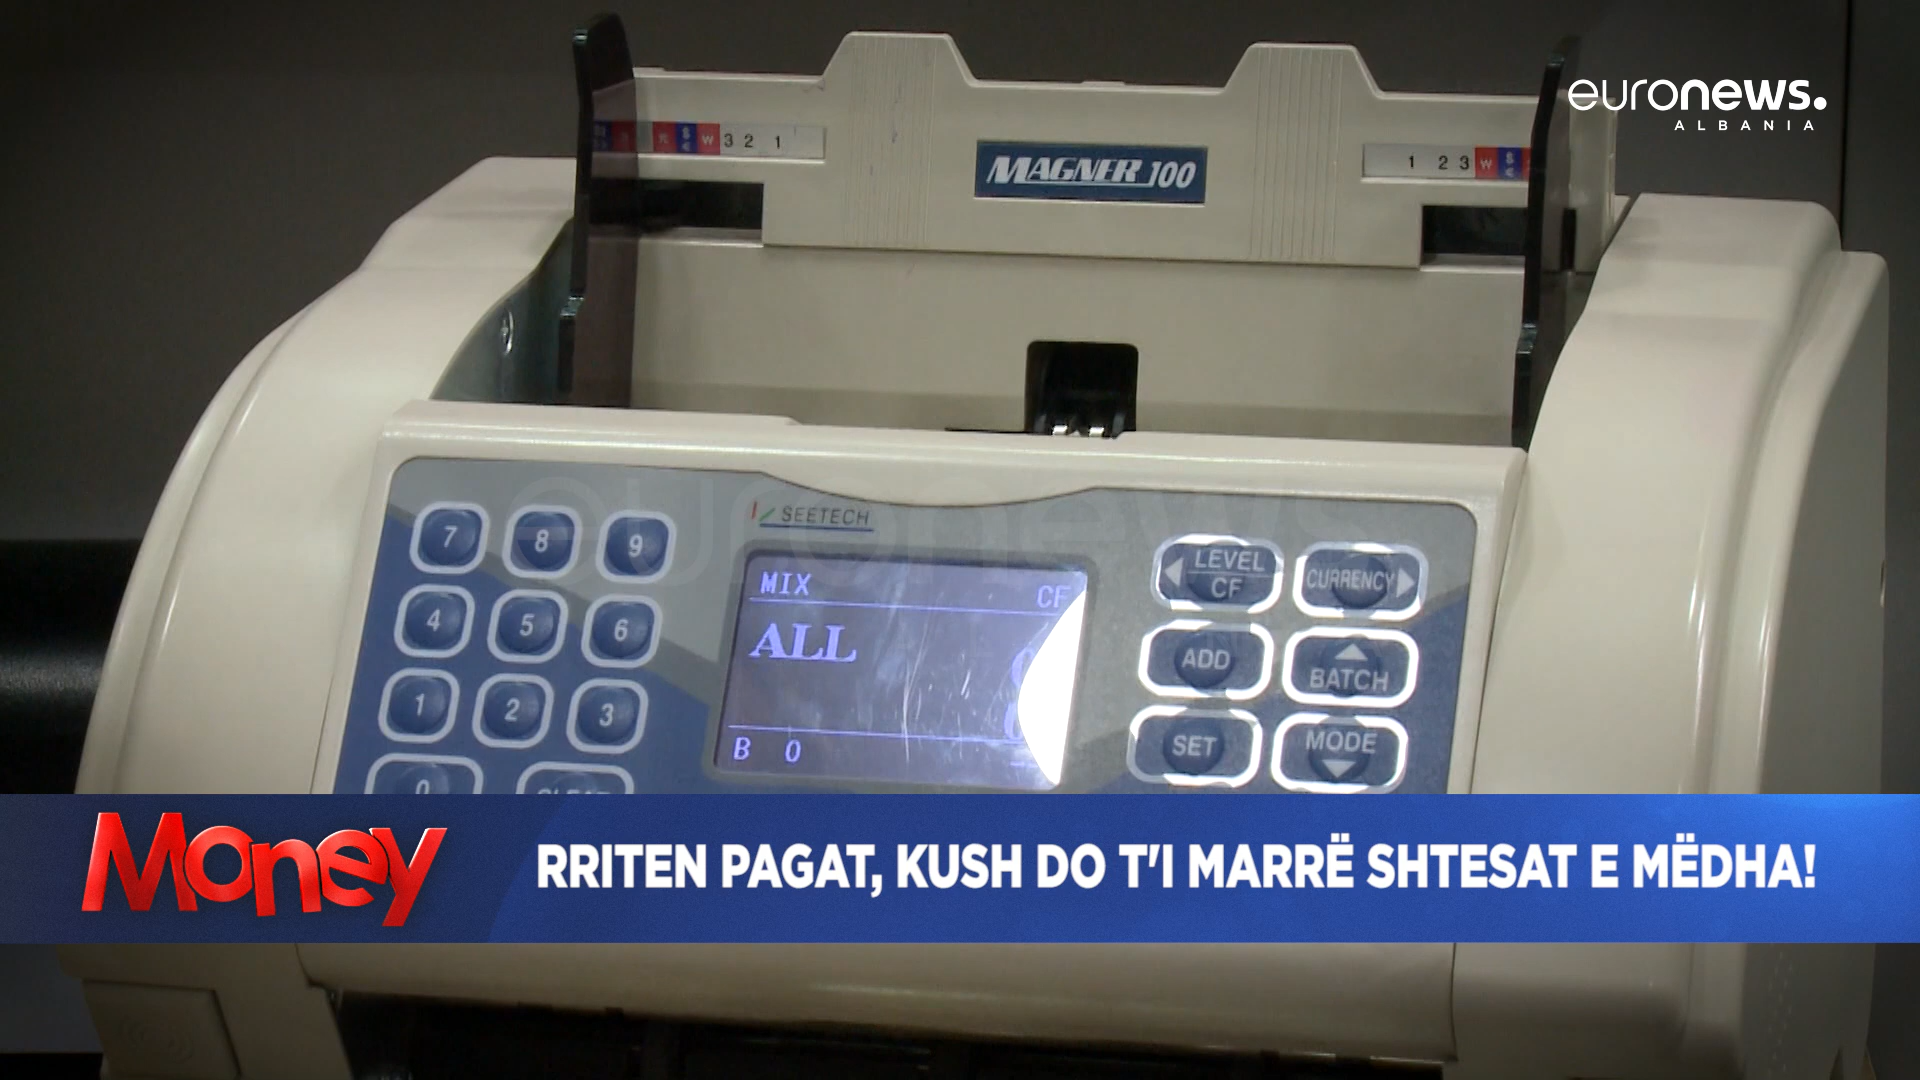 euronews.
ALBANIA
3 2 1
MAGNER 100
1 2 3 W
SEETECH
7 8 9
4 5 6
1 2 3
0
MIX CF
ALL
B 0
LEVEL
CF
CURRENCY
ADD
BATCH
SET
MODE
euronews
Money
RRITEN PAGAT, KUSH DO T'I MARRË SHTESAT E MËDHA!